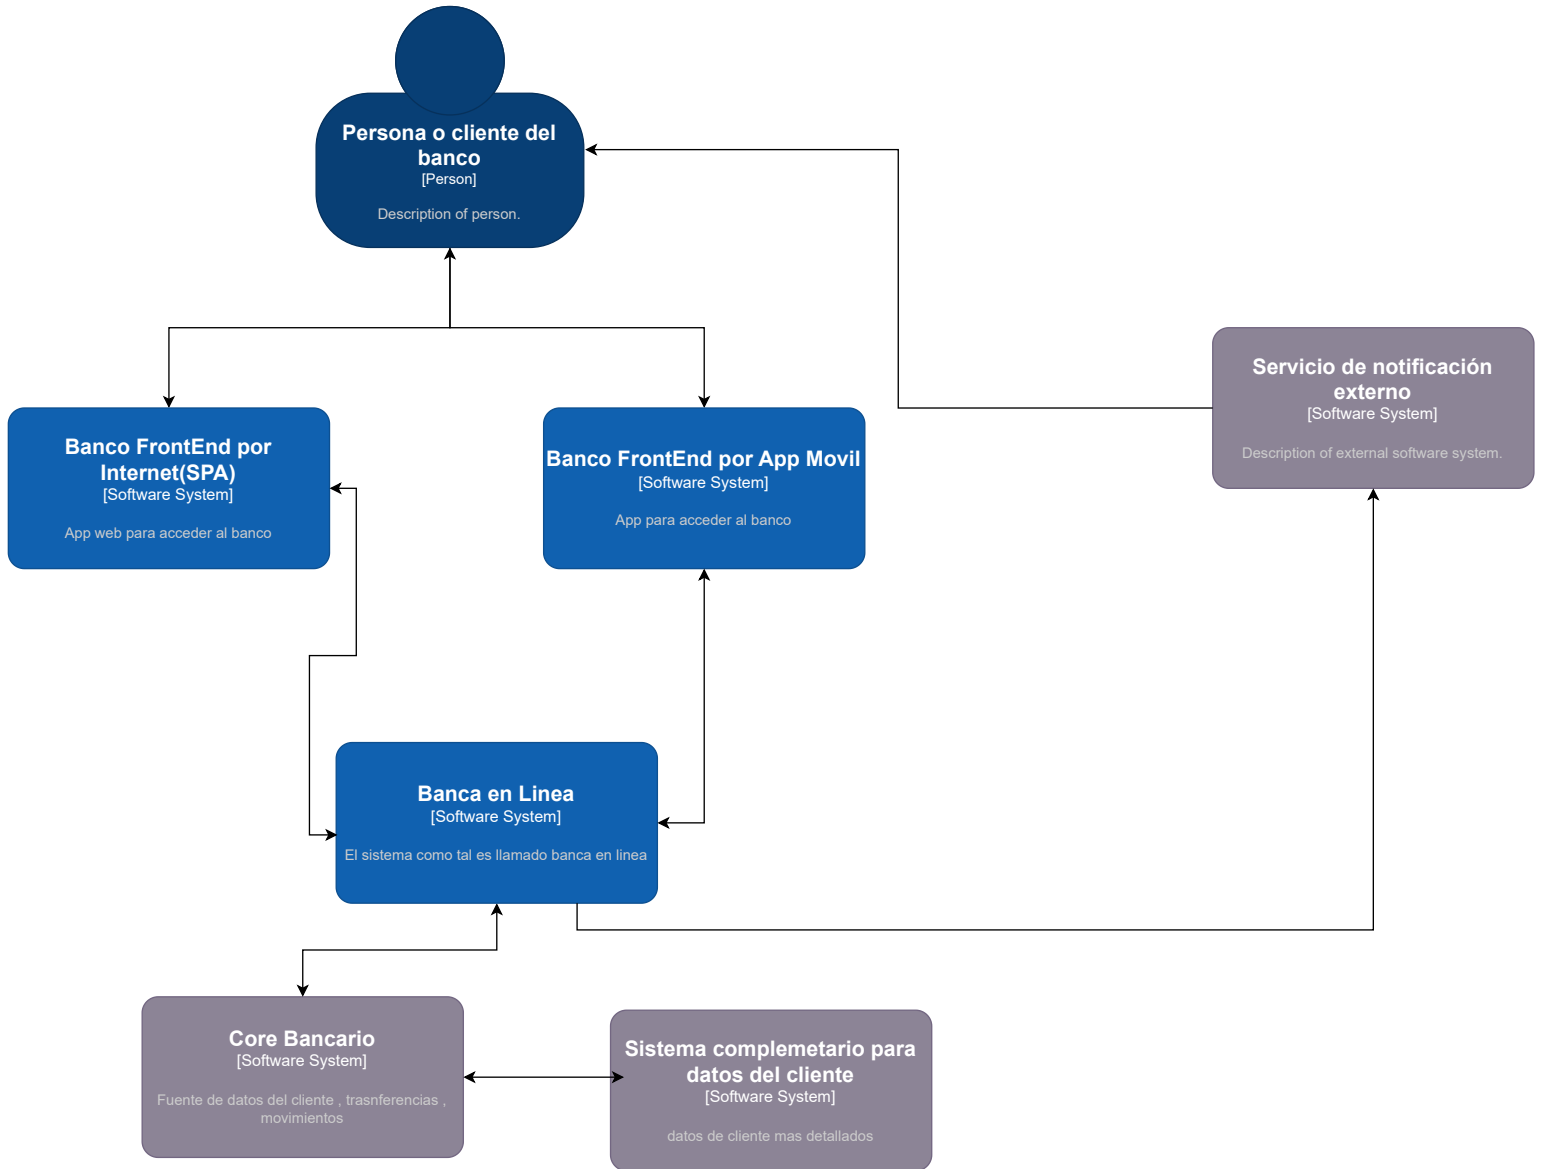 Persona o cliente del
banco
[Person]
Description of person.
Servicio de notificación
externo
[Software System]
Description of external software system.
Banco FrontEnd por
Internet(SPA)
[Software System]
App web para acceder al banco
Banco FrontEnd por App Movil
[Software System]
App para acceder al banco
Banca en Linea
[Software System]
El sistema como tal es llamado banca en linea
Core Bancario
[Software System]
Fuente de datos del cliente , trasnferencias ,
movimientos
Sistema complemetario para
datos del cliente
[Software System]
datos de cliente mas detallados